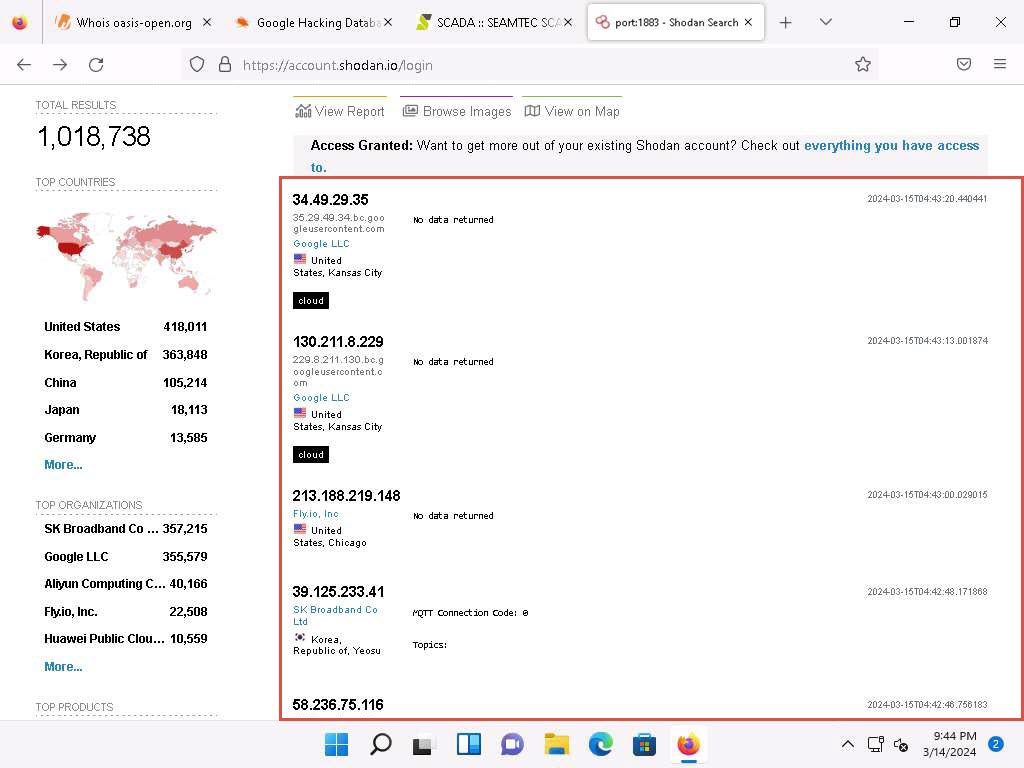 Whois oasis-open.org
Google Hacking Databa
SCADA :: SEAMTEC SCA
port:1883 - Shodan Search
https://account.shodan.io/login
TOTAL RESULTS
1,018,738
TOP COUNTRIES
United States 418,011
Korea, Republic of 363,848
China 105,214
Japan 18,113
Germany 13,585
More...
TOP ORGANIZATIONS
SK Broadband Co ... 357,215
Google LLC 355,579
Aliyun Computing C... 40,166
Fly.io, Inc. 22,508
Huawei Public Clou... 10,559
More...
TOP PRODUCTS
View Report
Browse Images
View on Map
Access Granted: Want to get more out of your existing Shodan account? Check out everything you have access
to.
34.49.29.35
2024-03-15T04:43:20.440441
35.29.49.34.bc.goo
gleusercontent.com
Google LLC
United
States, Kansas City
cloud
No data returned
130.211.8.229
2024-03-15T04:43:13.001874
229.8.211.130.bc.g
oogleusercontent.c
om
Google LLC
United
States, Kansas City
cloud
No data returned
213.188.219.148
2024-03-15T04:43:00.029015
Fly.io, Inc
United
States, Chicago
No data returned
39.125.233.41
2024-03-15T04:42:48.171868
SK Broadband Co
Ltd
Korea,
Republic of, Yeosu
MQTT Connection Code: 0
Topics:
58.236.75.116
2024-03-15T04:42:46.756183
9:44 PM
3/14/2024
2